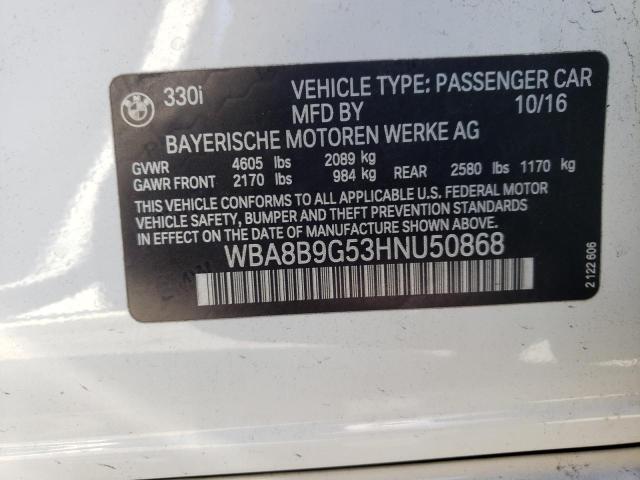 330i VEHICLE TYPE: PASSENGER CAR
MFD BY 10/16
BAYERISCHE MOTOREN WERKE AG
GVWR 4605 lbs 2089 kg
GAWR FRONT 2170 lbs 984 kg REAR 2580 lbs 1170 kg
THIS VEHICLE CONFORMS TO ALL APPLICABLE U.S. FEDERAL MOTOR
VEHICLE SAFETY, BUMPER AND THEFT PREVENTION STANDARDS
IN EFFECT ON THE DATE OF MANUFACTURE SHOWN ABOVE.
WBA8B9G53HNU50868
2 122 606